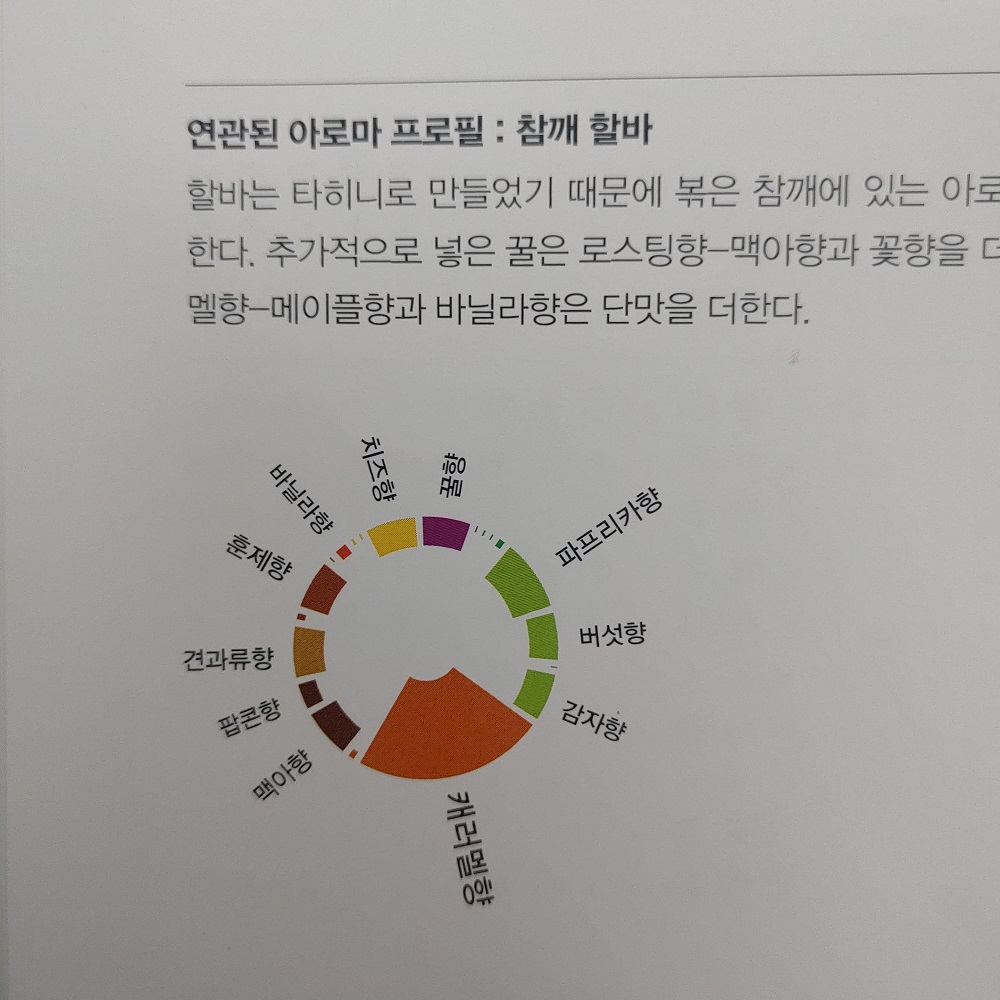 연관된 아로마 프로필 : 참깨 할바
할바는 타히니로 만들었기 때문에 볶은 참깨에 있는 아로
한다. 추가적으로 넣은 꿀은 로스팅향–맥아향과 꽃향을 더
멜향–메이플향과 바닐라향은 단맛을 더한다.
치즈향
유황향
바닐라향
파프리카향
훈제향
버섯향
견과류향
팝콘향
감자향
맥아향
캐러멜향